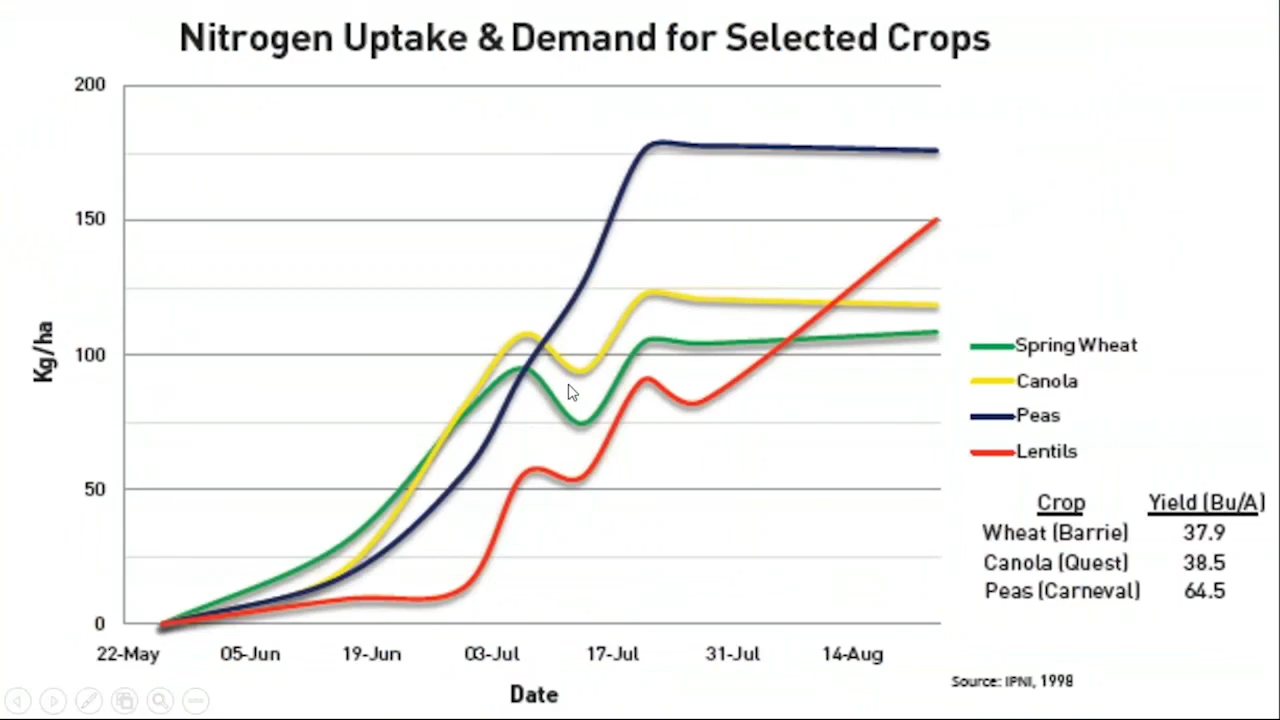 Nitrogen Uptake & Demand for Selected Crops
200
150
100
50
0
Kg/ha
22-May 05-Jun 19-Jun 03-Jul 17-Jul 31-Jul 14-Aug
Date
Spring Wheat
Canola
Peas
Lentils
Crop Yield (Bu/A)
Wheat (Barrie) 37.9
Canola (Quest) 38.5
Peas (Carneval) 64.5
Source: IPNI, 1998